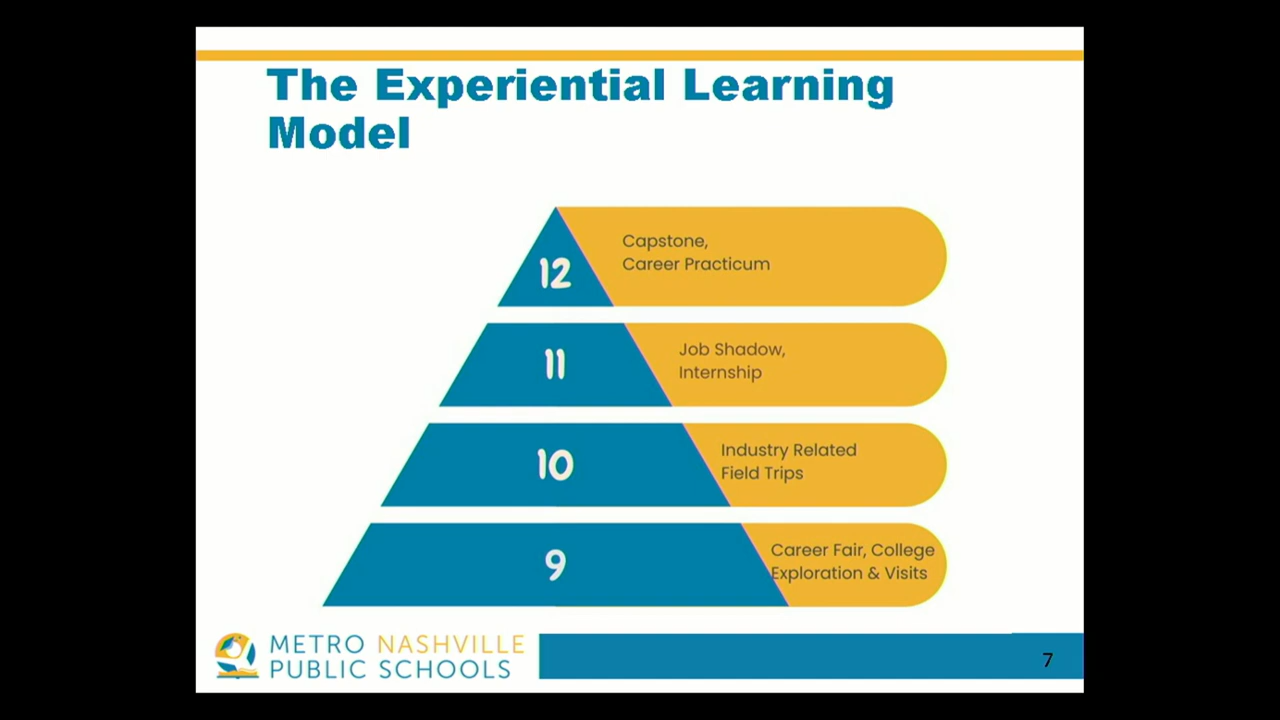 The Experiential Learning
Model
12
Capstone,
Career Practicum
11
Job Shadow,
Internship
10
Industry Related
Field Trips
9
Career Fair, College
Exploration & Visits
METRO NASHVILLE
PUBLIC SCHOOLS
7